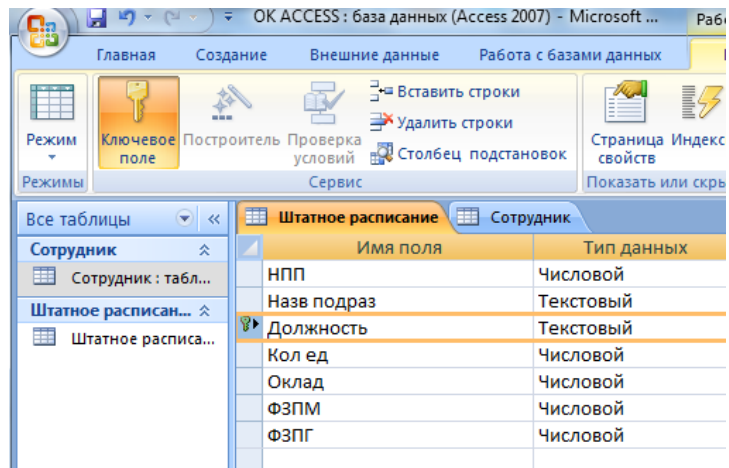 OK ACCESS : база данных (Access 2007) - Microsoft ...
Главная Создание Внешние данные Работа с базами данных
Режим
Ключевое поле
Построитель
Проверка условий
Вставить строки
Удалить строки
Столбец подстановок
Страница свойств
Режимы
Сервис
Показать или
Все таблицы
Штатное расписание Сотрудник
Сотрудник
Сотрудник : табл...
Штатное расписан...
Штатное расписа...
Имя поля Тип данных
НПП Числовой
Назв подраз Текстовый
Должность Текстовый
Кол ед Числовой
Оклад Числовой
ФЗПМ Числовой
ФЗПГ Числовой